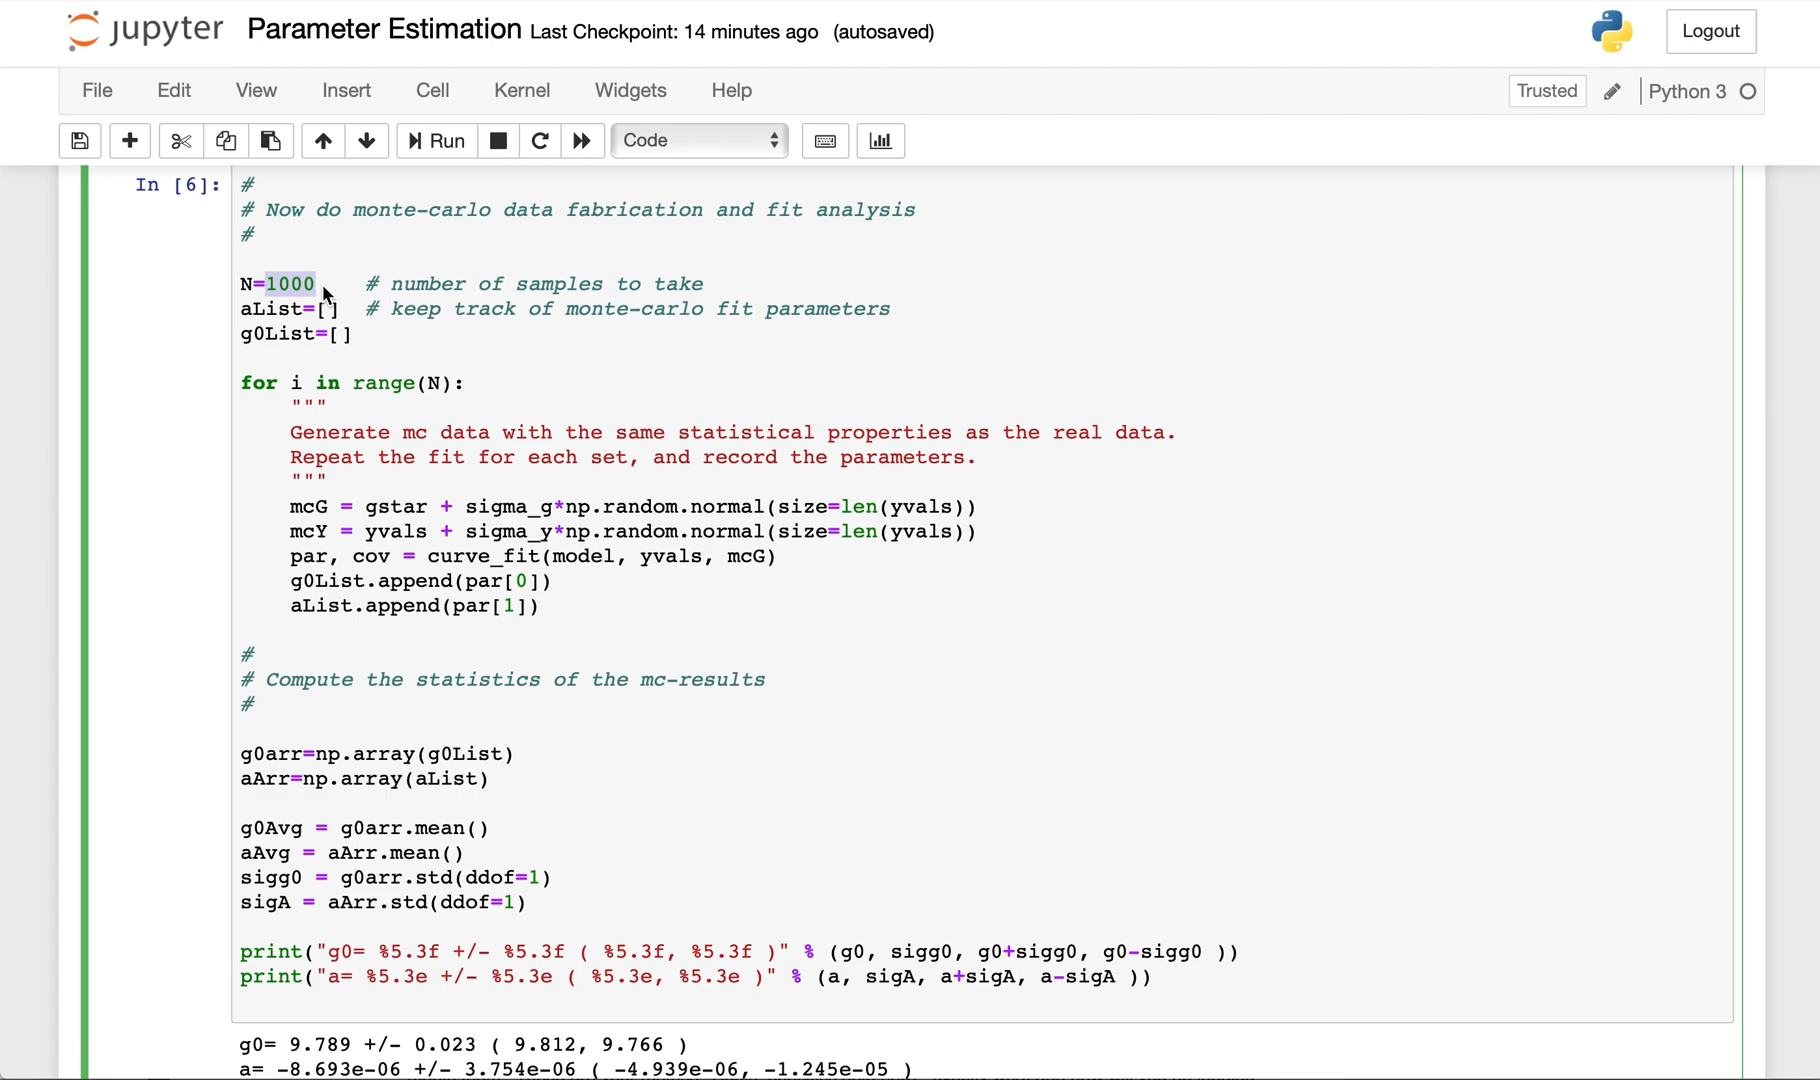 jupyter Parameter Estimation Last Checkpoint: 14 minutes ago (autosaved) Logout
File Edit View Insert Cell Kernel Widgets Help Trusted Python 3
Run Code
In [6]: #
# Now do monte-carlo data fabrication and fit analysis
#
N=1000 # number of samples to take
aList=[] # keep track of monte-carlo fit parameters
g0List=[]
for i in range(N):
"""
Generate mc data with the same statistical properties as the real data.
Repeat the fit for each set, and record the parameters.
"""
mcG = gstar + sigma_g*np.random.normal(size=len(yvals))
mcY = yvals + sigma_y*np.random.normal(size=len(yvals))
par, cov = curve_fit(model, yvals, mcG)
g0List.append(par[0])
aList.append(par[1])
#
# Compute the statistics of the mc-results
#
g0arr=np.array(g0List)
aArr=np.array(aList)
g0Avg = g0arr.mean()
aAvg = aArr.mean()
sigg0 = g0arr.std(ddof=1)
sigA = aArr.std(ddof=1)
print("g0= %5.3f +/- %5.3f ( %5.3f, %5.3f )" % (g0, sigg0, g0+sigg0, g0-sigg0 ))
print("a= %5.3e +/- %5.3e ( %5.3e, %5.3e )" % (a, sigA, a+sigA, a-sigA ))
g0= 9.789 +/- 0.023 ( 9.812, 9.766 )
a= -8.693e-06 +/- 3.754e-06 ( -4.939e-06, -1.245e-05 )